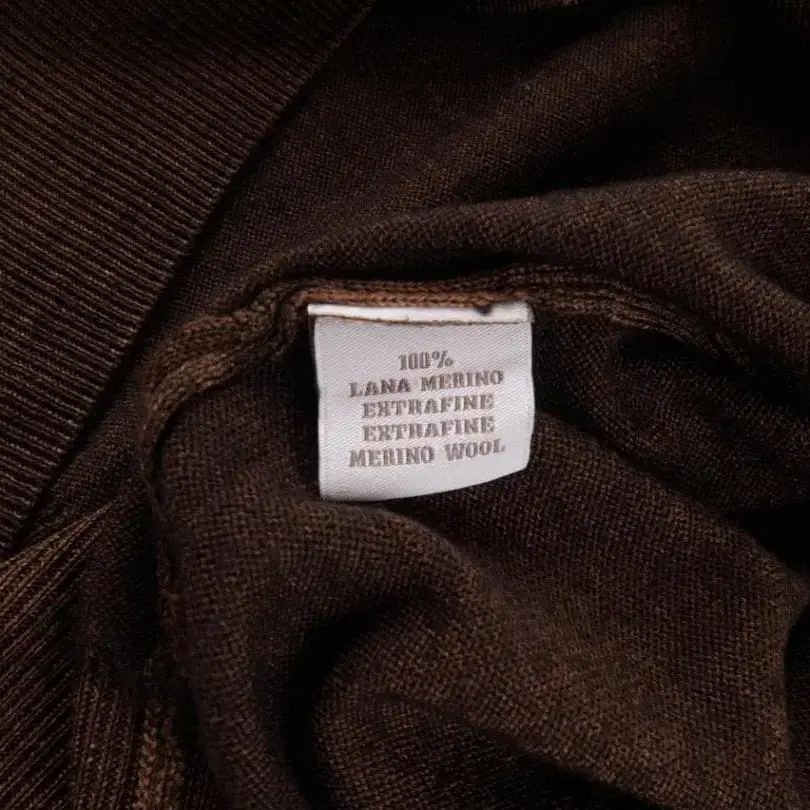 100%
LANA MERINO
EXTRAFINE
EXTRAFINE
MERINO WOOL